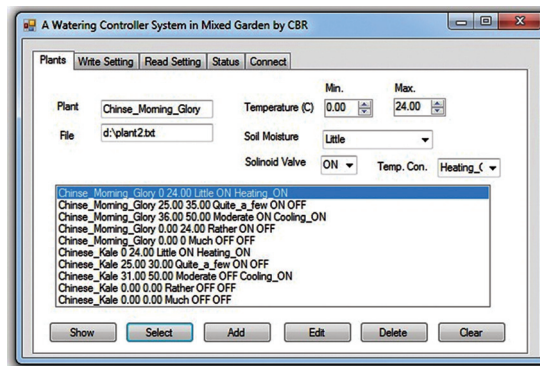 A Watering Controller System in Mixed Garden by CBR
Plants Write Setting Read Setting Status Connect
Min. Max.
Plant Chinse_Morning_Glory Temperature (C) 0.00 24.00
File d:\plant2.txt Soil Moisture Little
Solinoid Valve ON Temp. Con. Heating_(
Chinse_Morning_Glory 0 24.00 Little ON Heating_ON
Chinse_Morning_Glory 25.00 35.00 Quite_a_few ON OFF
Chinse_Morning_Glory 36.00 50.00 Moderate ON Cooling_ON
Chinse_Morning_Glory 0.00 24.00 Rather ON OFF
Chinse_Morning_Glory 0.00 0 Much OFF OFF
Chinese_Kale 0 24.00 Little ON Heating_ON
Chinese_Kale 25.00 30.00 Quite_a_few ON OFF
Chinese_Kale 31.00 50.00 Moderate OFF Cooling_ON
Chinese_Kale 0.00 0.00 Rather OFF OFF
Chinese_Kale 0.00 0.00 Much OFF OFF
Show Select Add Edit Delete Clear